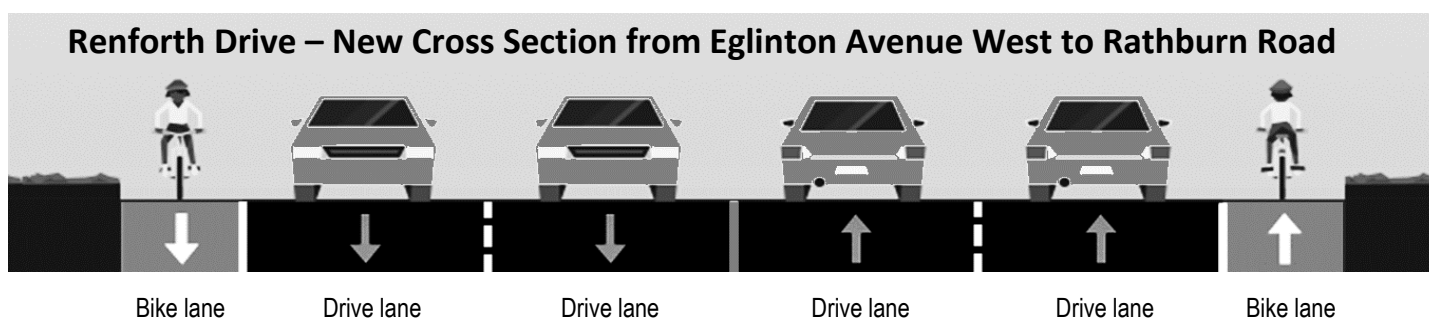 Renforth Drive – New Cross Section from Eglinton Avenue West to Rathburn Road
Bike lane Drive lane Drive lane Drive lane Drive lane Bike lane